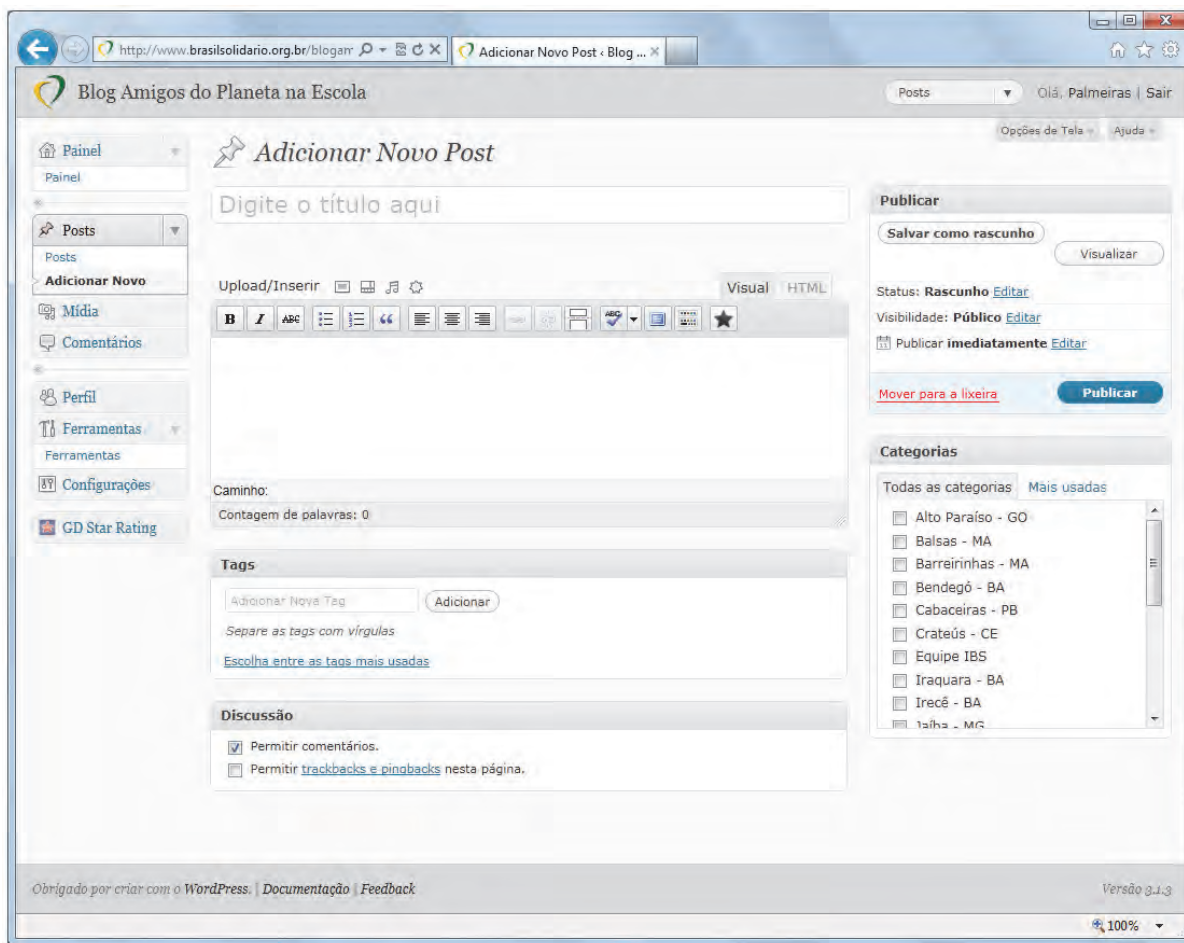 http://www.brasilsolidario.org.br/blogam
Adicionar Novo Post ‹ Blog ...
Blog Amigos do Planeta na Escola
Posts
Olá, Palmeiras | Sair
Opções de Tela
Ajuda
Painel
Painel
Posts
Posts
Adicionar Novo
Mídia
Comentários
Perfil
Ferramentas
Ferramentas
Configurações
GD Star Rating
Adicionar Novo Post
Digite o título aqui
Upload/Inserir
Visual HTML
B I ABC ABC
Caminho:
Contagem de palavras: 0
Tags
Adicionar Nova Tag
Adicionar
Separe as tags com vírgulas
Escolha entre as tags mais usadas
Discussão
Permitir comentários.
Permitir trackbacks e pingbacks nesta página.
Publicar
Salvar como rascunho
Visualizar
Status: Rascunho Editar
Visibilidade: Público Editar
Publicar imediatamente Editar
Mover para a lixeira
Publicar
Categorias
Todas as categorias Mais usadas
Alto Paraíso - GO
Balsas - MA
Barreirinhas - MA
Bendegó - BA
Cabaceiras - PB
Crateús - CE
Equipe IBS
Iraquara - BA
Irecê - BA
Jaíba - MG
Obrigado por criar com o WordPress. | Documentação | Feedback
Versão 3.1.3
100%